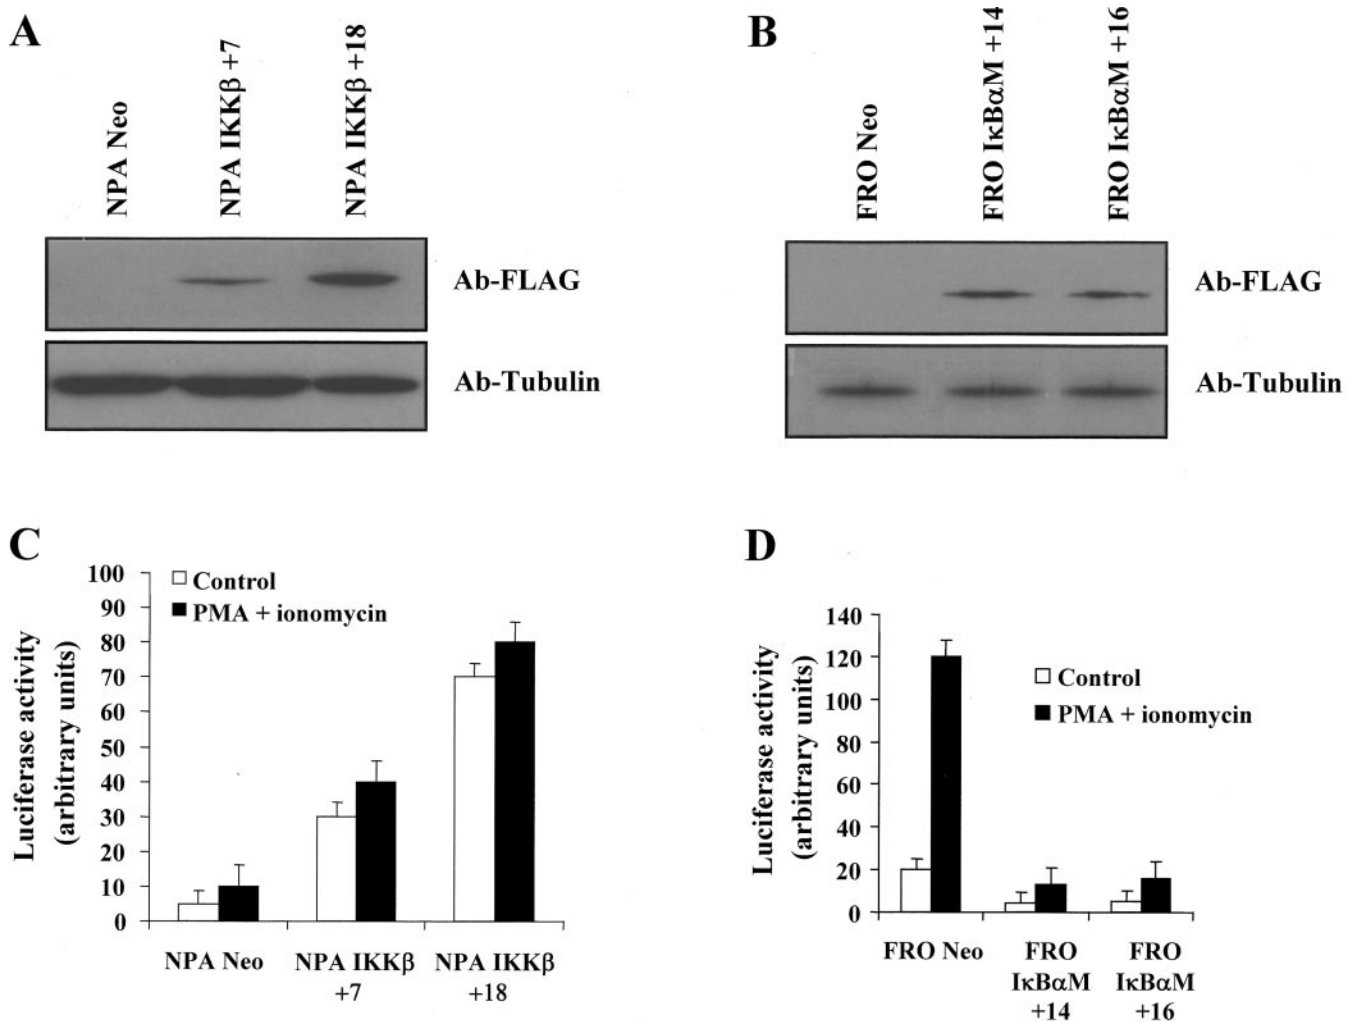 A
NPA Neo
NPA IKKβ +7
NPA IKKβ +18
Ab-FLAG
Ab-Tubulin
B
FRO Neo
FRO IκBαM +14
FRO IκBαM +16
Ab-FLAG
Ab-Tubulin
C
Luciferase activity
(arbitrary units)
100
90
80
70
60
50
40
30
20
10
0
Control
PMA + ionomycin
NPA Neo
NPA IKKβ
+7
NPA IKKβ
+18
D
Luciferase activity
(arbitrary units)
140
120
100
80
60
40
20
0
Control
PMA + ionomycin
FRO Neo
FRO
IκBαM
+14
FRO
IκBαM
+16